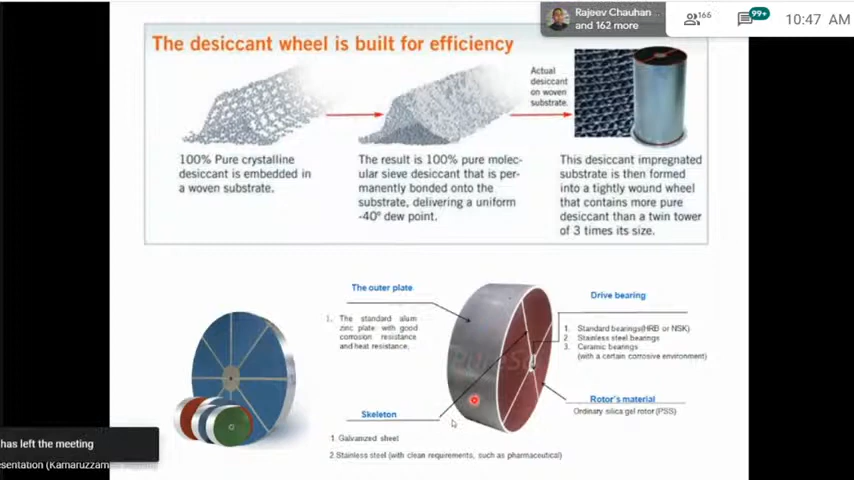 Rajeev Chauhan
and 162 more
166
99+
10:47 AM
The desiccant wheel is built for efficiency
Actual
desiccant
on woven
substrate.
100% Pure crystalline
desiccant is embedded in
a woven substrate.
The result is 100% pure molec-
ular sieve desiccant that is per-
manently bonded onto the
substrate, delivering a uniform
-40° dew point.
This desiccant impregnated
substrate is then formed
into a tightly wound wheel
that contains more pure
desiccant than a twin tower
of 3 times its size.
The outer plate
1. The standard alum
zinc plate with good
corrosion resistance
and heat resistance.
Drive bearing
1. Standard bearings(HRB or NSK)
2 Stainless steel bearings
3. Ceramic bearings
(with a certain corrosive environment)
Rotor's material
Ordinary silica gel rotor (PSS)
Skeleton
1 Galvanized sheet
2.Stainless steel (with clean requirements, such as pharmaceutical)
has left the meeting
esentation (Kamaruzzam